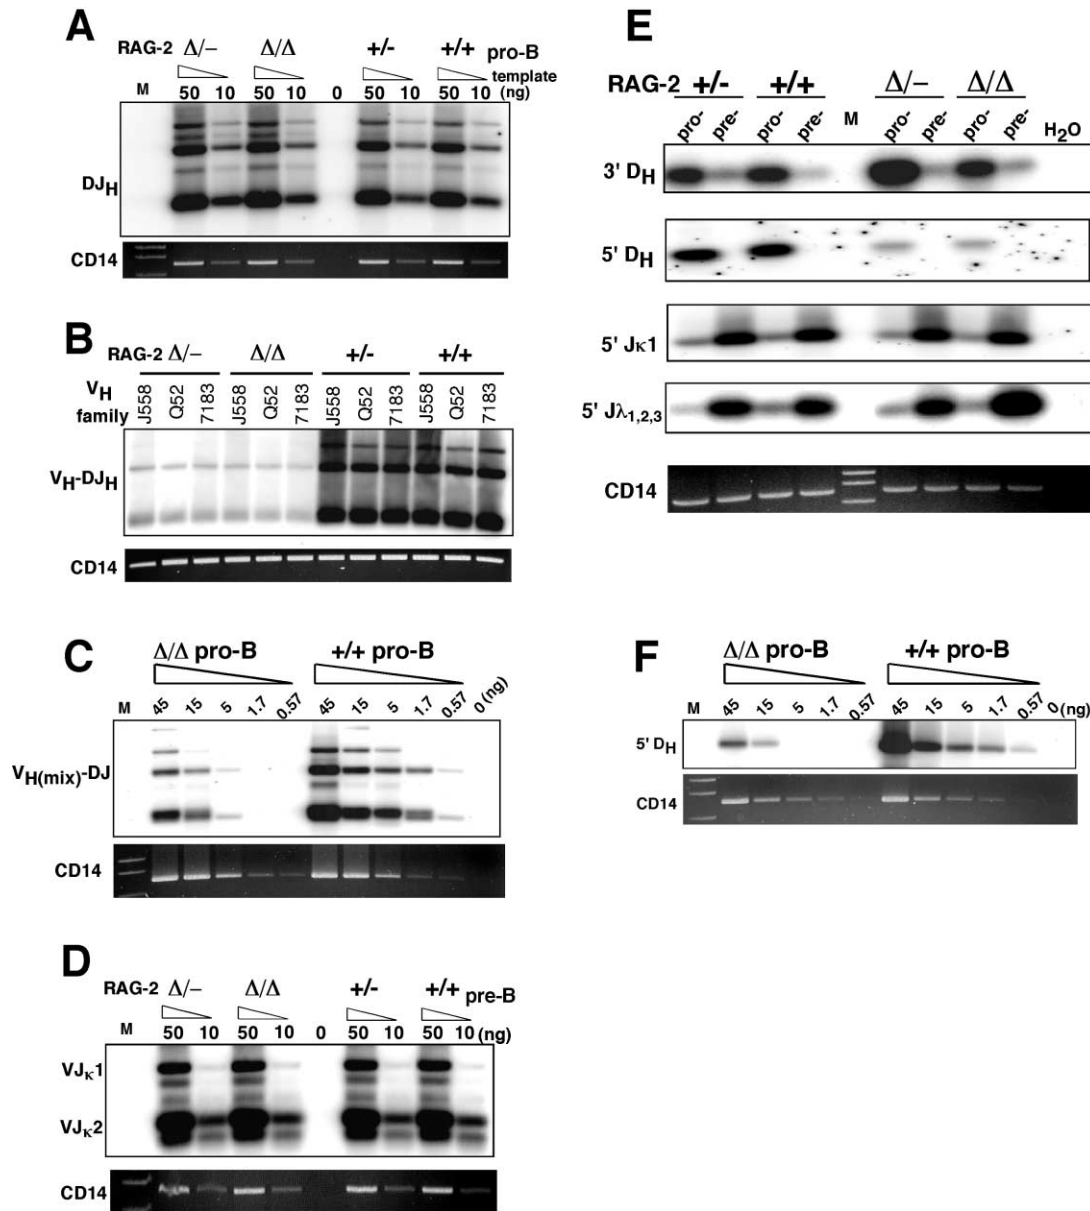 A
RAG-2 Δ/− Δ/Δ +/- +/+ pro-B
template
M 50 10 50 10 0 50 10 50 10 (ng)
DJH
CD14
B
RAG-2 Δ/− Δ/Δ +/- +/+
VH
family
J558 Q52 7183 J558 Q52 7183 J558 Q52 7183 J558 Q52 7183
VH-DJH
CD14
C
Δ/Δ pro-B +/+ pro-B
M 45 15 5 1.7 0.57 45 15 5 1.7 0.57 0 (ng)
VH(mix)-DJ
CD14
D
RAG-2 Δ/− Δ/Δ +/- +/+ pre-B
M 50 10 50 10 0 50 10 50 10 (ng)
VJκ1
VJκ2
CD14
E
RAG-2 +/- +/+ Δ/− Δ/Δ
pro- pre- pro- pre- M pro- pre- pro- pre- H2O
3' DH
5' DH
5' Jκ1
5' Jλ1,2,3
CD14
F
Δ/Δ pro-B +/+ pro-B
M 45 15 5 1.7 0.57 45 15 5 1.7 0.57 0 (ng)
5' DH
CD14